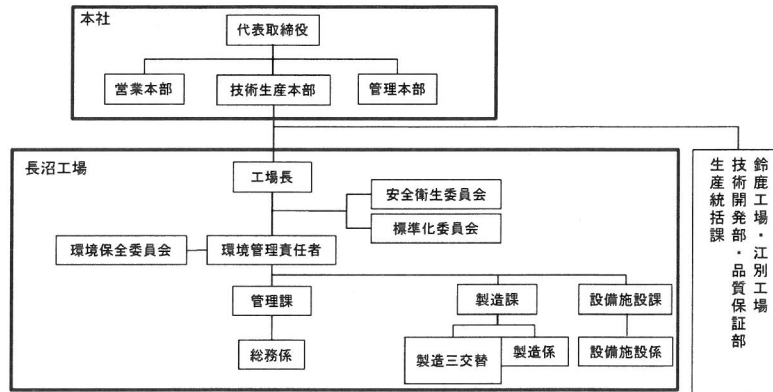 本社
代表取締役
営業本部
技術生産本部
管理本部
長沼工場
工場長
安全衛生委員会
標準化委員会
環境保全委員会
環境管理責任者
管理課
製造課
設備施設課
総務係
製造三交替
製造係
設備施設係
鈴鹿工場・江別工場
技術開発部・品質保証部
生産統括課